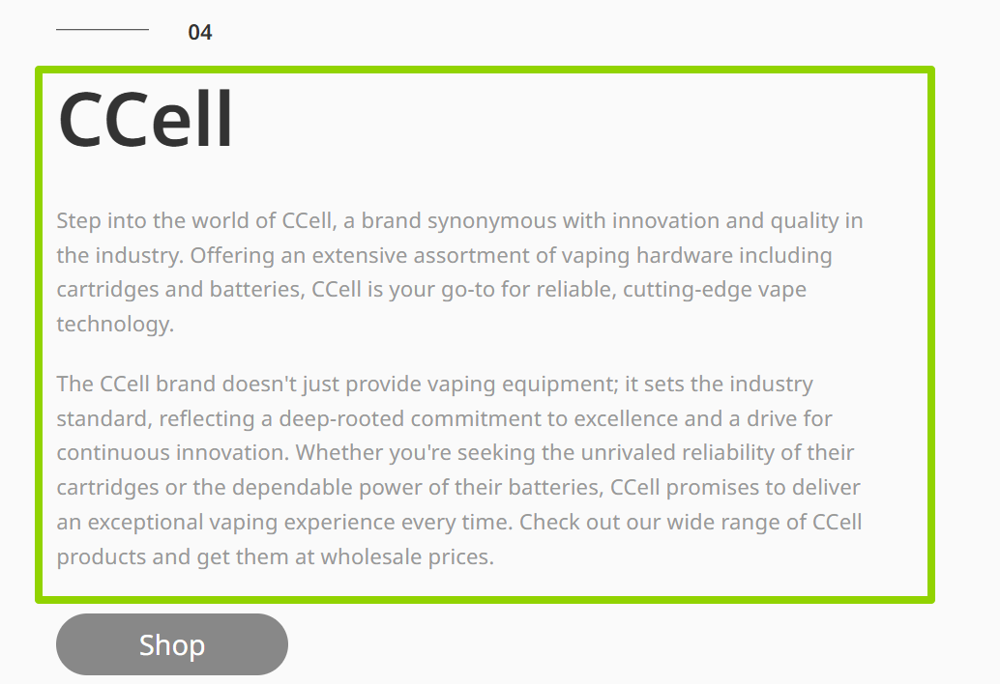 04
CCell
Step into the world of CCell, a brand synonymous with innovation and quality in
the industry. Offering an extensive assortment of vaping hardware including
cartridges and batteries, CCell is your go-to for reliable, cutting-edge vape
technology.
The CCell brand doesn't just provide vaping equipment; it sets the industry
standard, reflecting a deep-rooted commitment to excellence and a drive for
continuous innovation. Whether you're seeking the unrivaled reliability of their
cartridges or the dependable power of their batteries, CCell promises to deliver
an exceptional vaping experience every time. Check out our wide range of CCell
products and get them at wholesale prices.
Shop